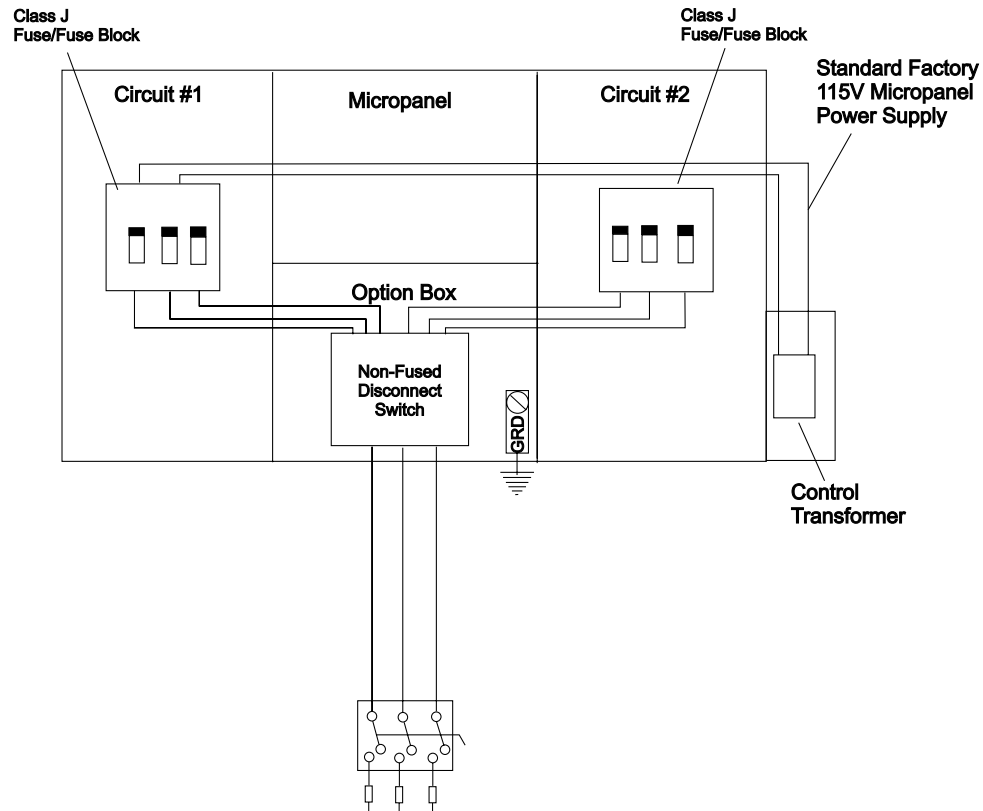 Class J
Fuse/Fuse Block
Class J
Fuse/Fuse Block
Standard Factory
115V Micropanel
Power Supply
Circuit #1
Micropanel
Circuit #2
Option Box
Non-Fused
Disconnect
Switch
GRD
Control
Transformer